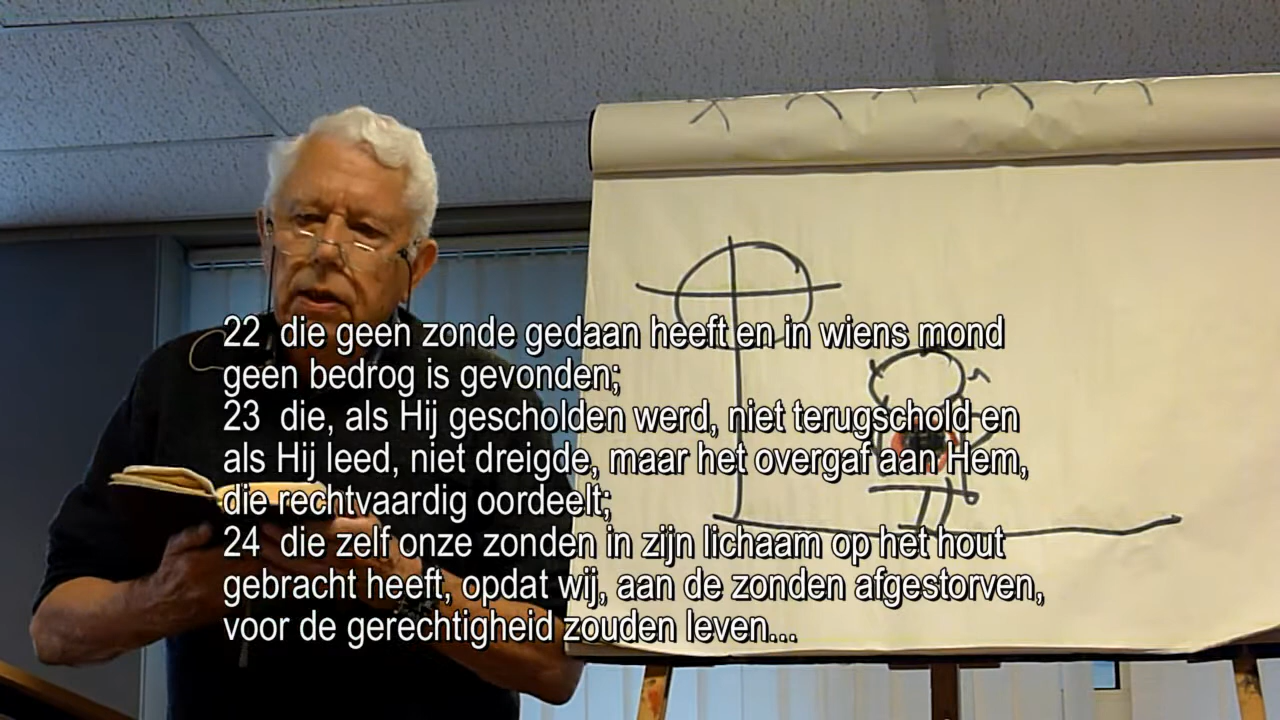 22 die geen zonde gedaan heeft en in wiens mond
geen bedrog is gevonden;
23 die, als Hij gescholden werd, niet terugschold en
als Hij leed, niet dreigde, maar het overgaf aan Hem,
die rechtvaardig oordeelt;
24 die zelf onze zonden in zijn lichaam op het hout
gebracht heeft, opdat wij, aan de zonden afgestorven,
voor de gerechtigheid zouden leven...